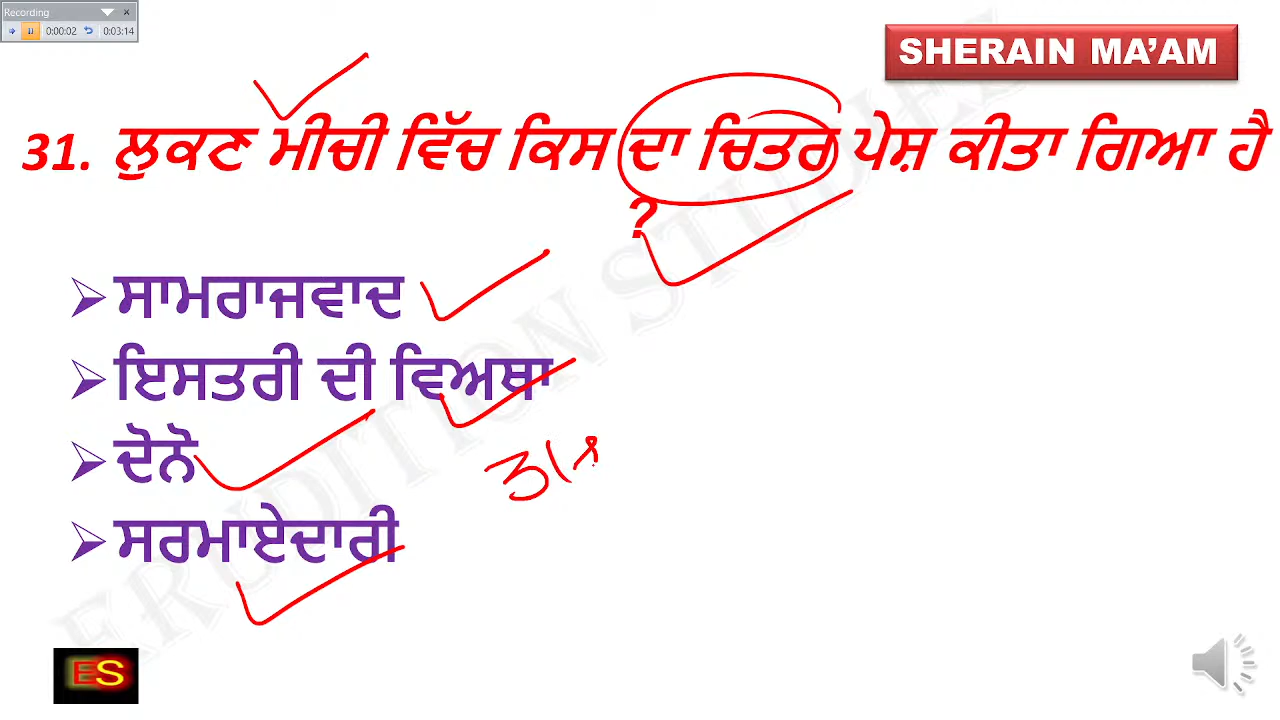 Recording
0:00:02 0:03:14
SHERAIN MA’AM
31. ਲੁਕਣ ਮੀਚੀ ਵਿੱਚ ਕਿਸ ਦਾ ਚਿਤਰ ਪੇਸ਼ ਕੀਤਾ ਗਿਆ ਹੈ
?
ਸਾਮਰਾਜਵਾਦ
ਇਸਤਰੀ ਦੀ ਵਿਅਥਾ
ਦੋਨੋ
ਸਰਮਾਏਦਾਰੀ
ERUDITION STUDIES
ES